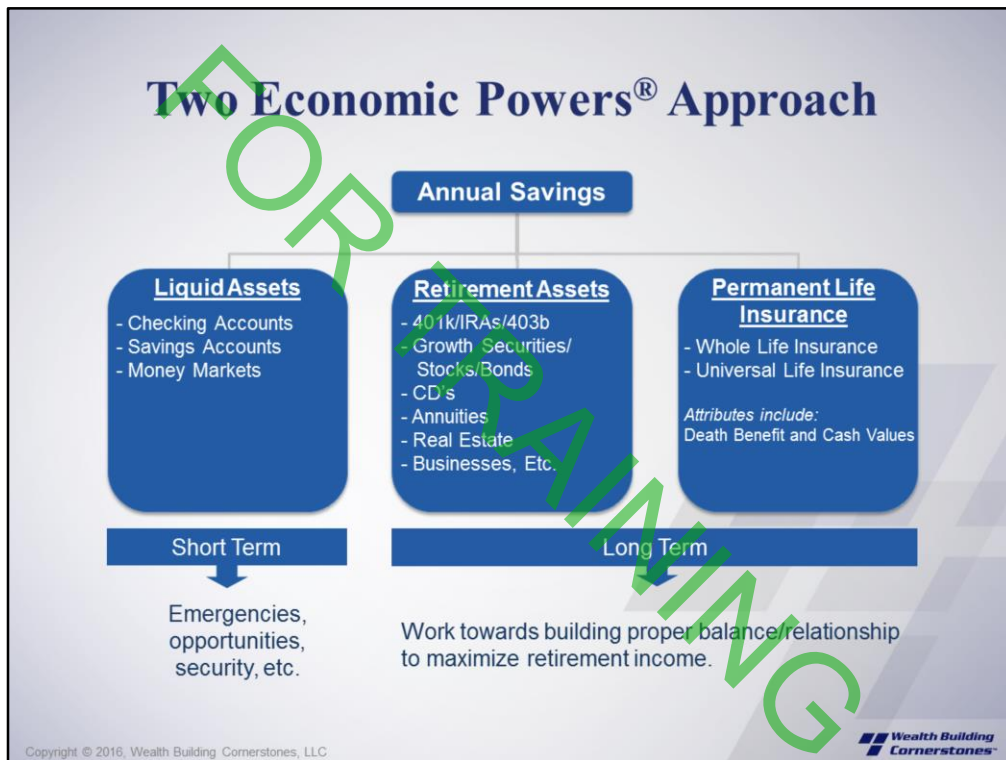 Two Economic Powers® Approach
Annual Savings
Liquid Assets
- Checking Accounts
- Savings Accounts
- Money Markets
Retirement Assets
- 401k/IRAs/403b
- Growth Securities/
Stocks/Bonds
- CD's
- Annuities
- Real Estate
- Businesses, Etc.
Permanent Life
Insurance
- Whole Life Insurance
- Universal Life Insurance
Attributes include:
Death Benefit and Cash Values
Short Term
Long Term
Emergencies,
opportunities,
security, etc.
Work towards building proper balance/relationship
to maximize retirement income.
FOR TRAINING
Copyright © 2016, Wealth Building Cornerstones, LLC
Wealth Building
Cornerstones™